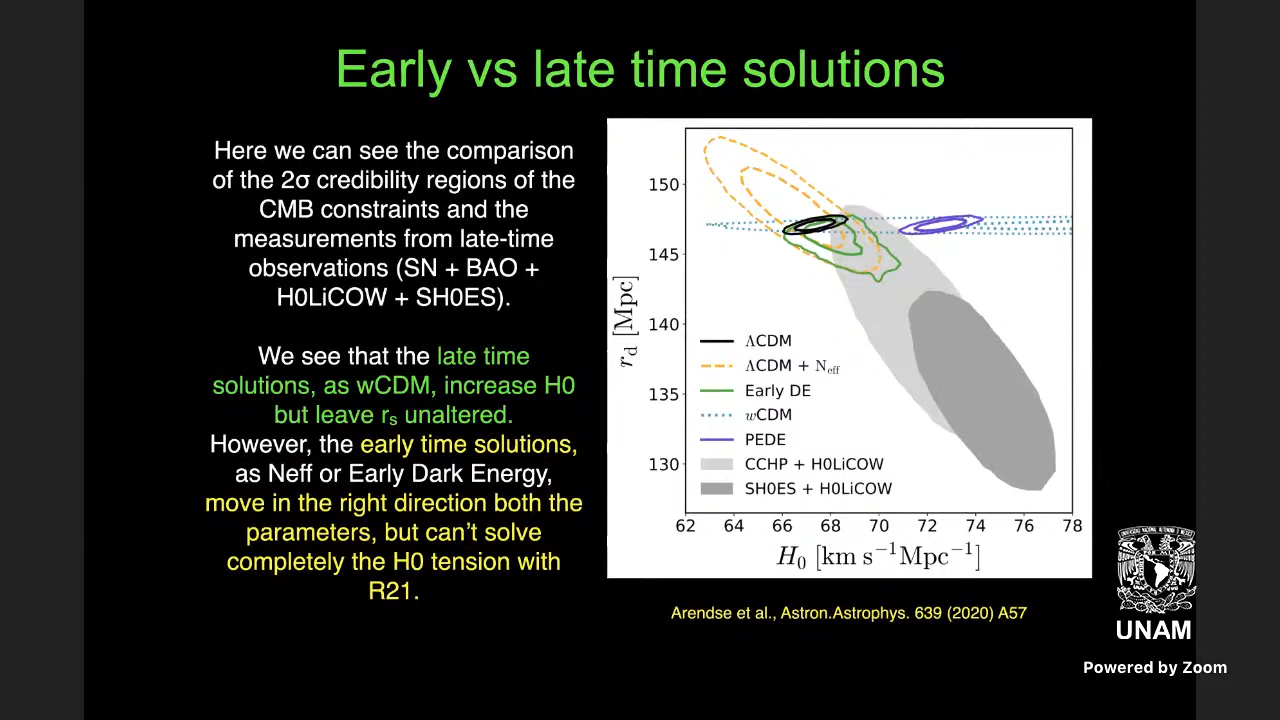 Early vs late time solutions
Here we can see the comparison
of the 2σ credibility regions of the
CMB constraints and the
measurements from late-time
observations (SN + BAO +
H0LiCOW + SH0ES).
We see that the late time
solutions, as wCDM, increase H0
but leave rₛ unaltered.
However, the early time solutions,
as Neff or Early Dark Energy,
move in the right direction both the
parameters, but can’t solve
completely the H0 tension with
R21.
150
145
140
135
130
r_d [Mpc]
ΛCDM
ΛCDM + N_eff
Early DE
wCDM
PEDE
CCHP + H0LiCOW
SH0ES + H0LiCOW
62 64 66 68 70 72 74 76 78
H₀ [km s⁻¹Mpc⁻¹]
Arendse et al., Astron.Astrophys. 639 (2020) A57
UNAM
Powered by Zoom